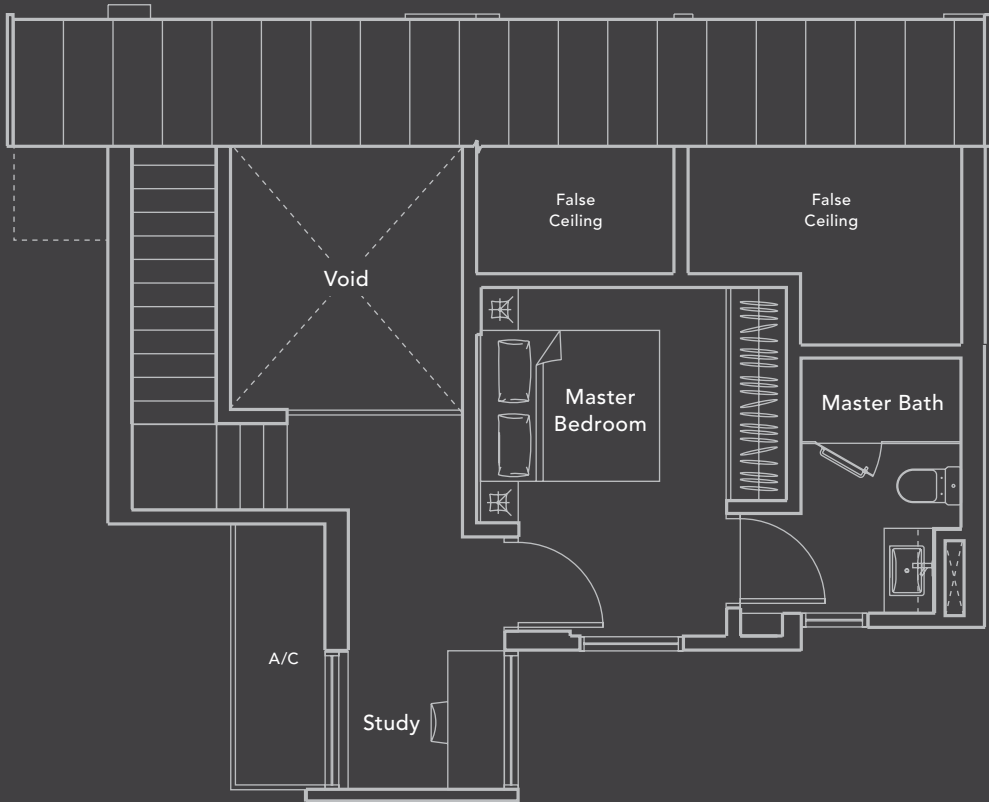 False
Ceiling
False
Ceiling
Void
Master
Bedroom
Master Bath
A/C
Study